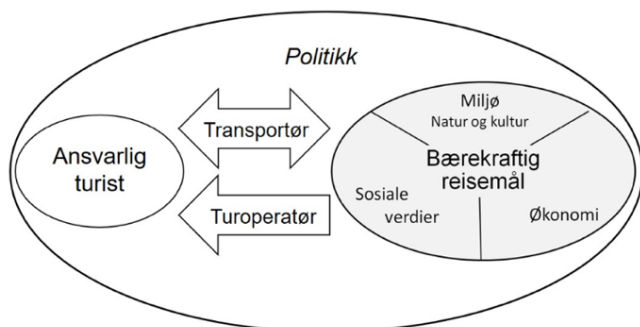 Politikk
Ansvarlig
turist
Transportør
Turoperatør
Miljø
Natur og kultur
Bærekraftig
reisemål
Sosiale
verdier
Økonomi